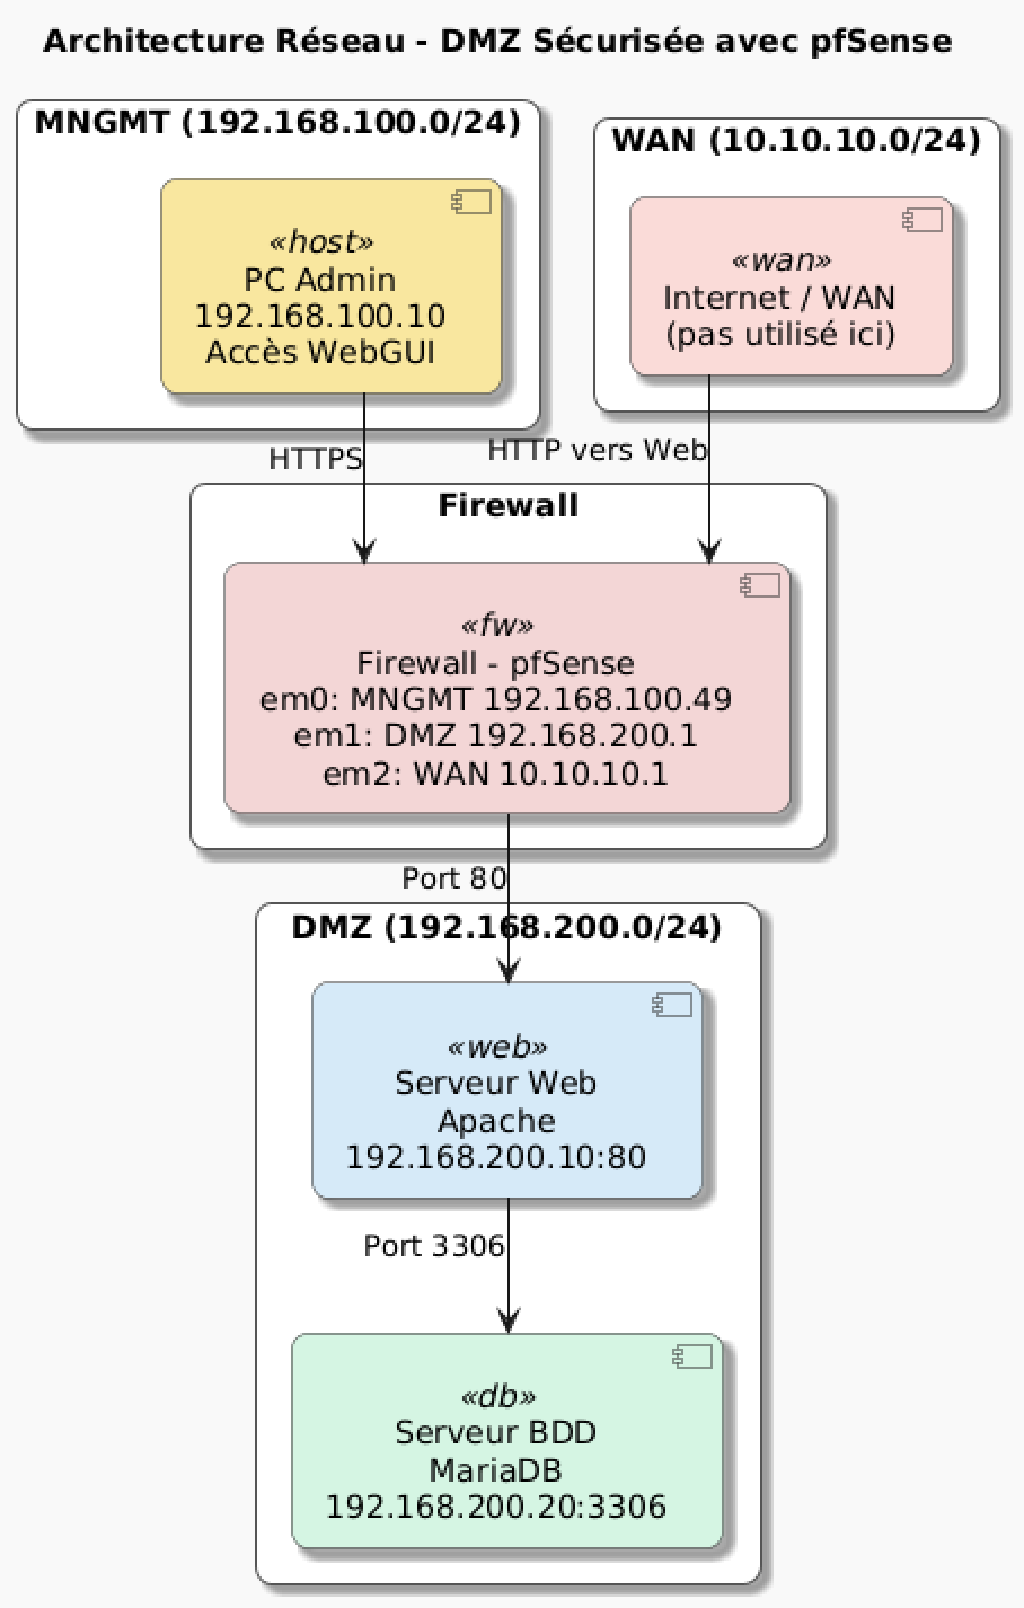 Architecture Réseau - DMZ Sécurisée avec pfSense
MNGMT (192.168.100.0/24)
«host»
PC Admin
192.168.100.10
Accès WebGUI
WAN (10.10.10.0/24)
«wan»
Internet / WAN
(pas utilisé ici)
HTTPS
HTTP vers Web
Firewall
«fw»
Firewall - pfSense
em0: MNGMT 192.168.100.49
em1: DMZ 192.168.200.1
em2: WAN 10.10.10.1
Port 80
DMZ (192.168.200.0/24)
«web»
Serveur Web
Apache
192.168.200.10:80
Port 3306
«db»
Serveur BDD
MariaDB
192.168.200.20:3306